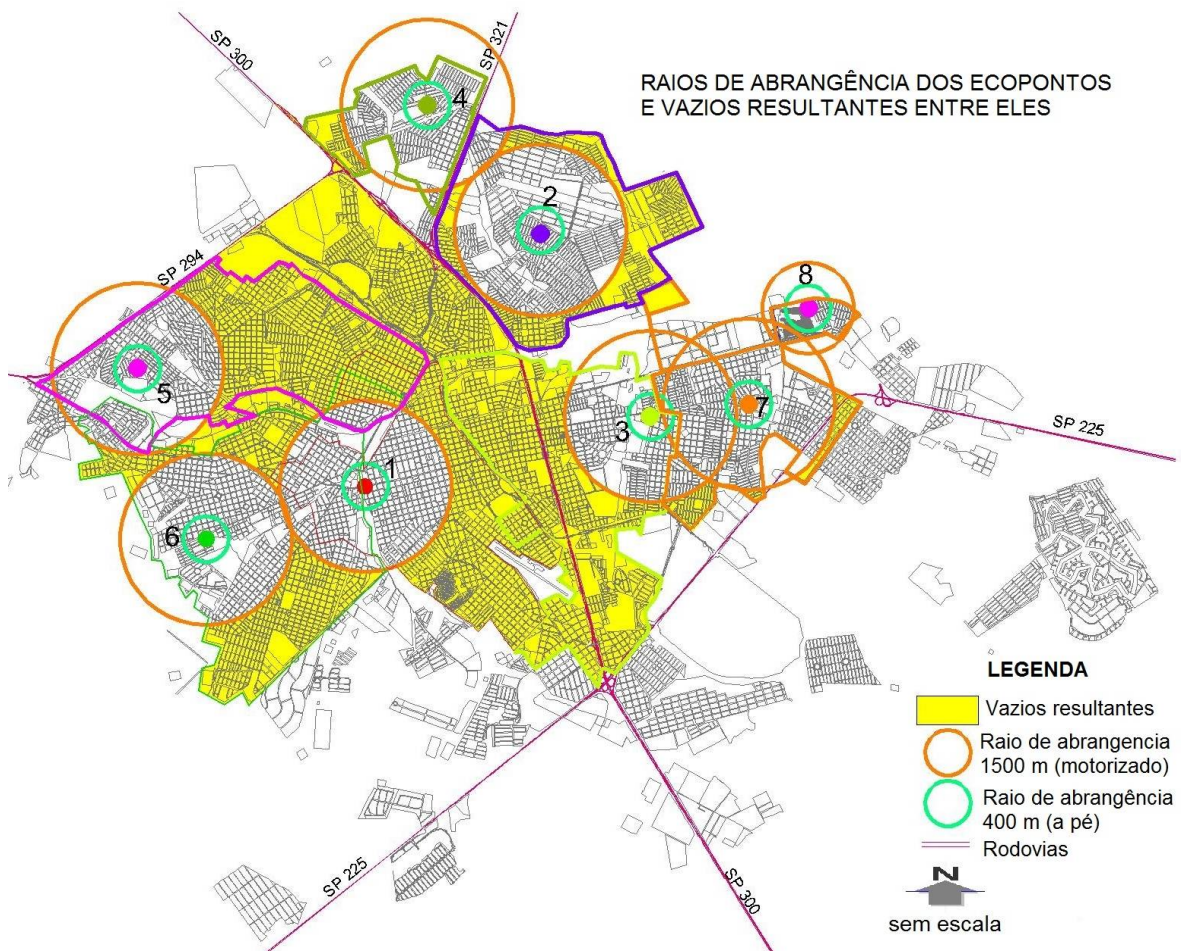 RAIOS DE ABRANGÊNCIA DOS ECOPONTOS
E VAZIOS RESULTANTES ENTRE ELES
SP 300
SP 321
4
2
SP 294
8
5
7
3
SP 225
1
6
LEGENDA
Vazios resultantes
Raio de abrangencia
1500 m (motorizado)
Raio de abrangência
400 m (a pé)
Rodovias
N
sem escala
SP 225
SP 300